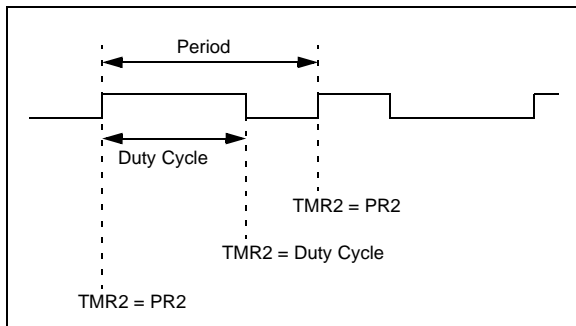 Period
Duty Cycle
TMR2 = PR2
TMR2 = Duty Cycle
TMR2 = PR2